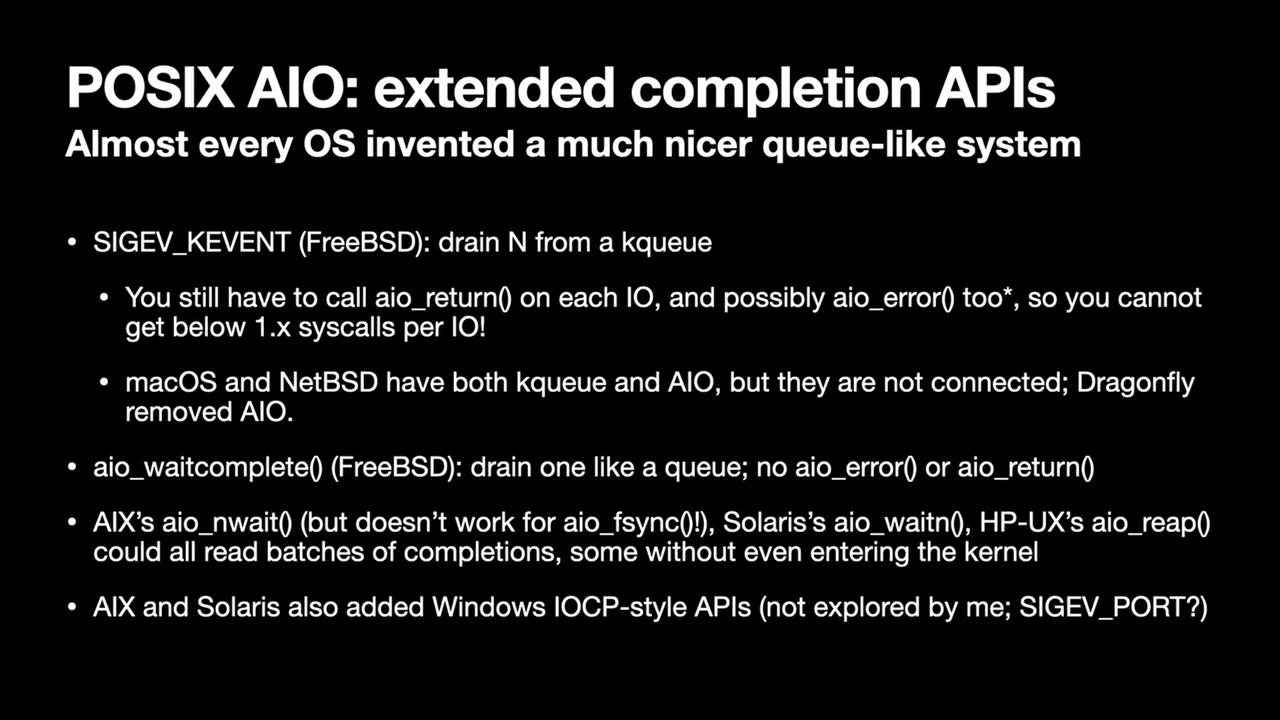 POSIX AIO: extended completion APIs
Almost every OS invented a much nicer queue-like system
• SIGEV_KEVENT (FreeBSD): drain N from a kqueue
• You still have to call aio_return() on each IO, and possibly aio_error() too*, so you cannot
get below 1.x syscalls per IO!
• macOS and NetBSD have both kqueue and AIO, but they are not connected; Dragonfly
removed AIO.
• aio_waitcomplete() (FreeBSD): drain one like a queue; no aio_error() or aio_return()
• AIX’s aio_nwait() (but doesn’t work for aio_fsync()!), Solaris’s aio_waitn(), HP-UX’s aio_reap()
could all read batches of completions, some without even entering the kernel
• AIX and Solaris also added Windows IOCP-style APIs (not explored by me; SIGEV_PORT?)